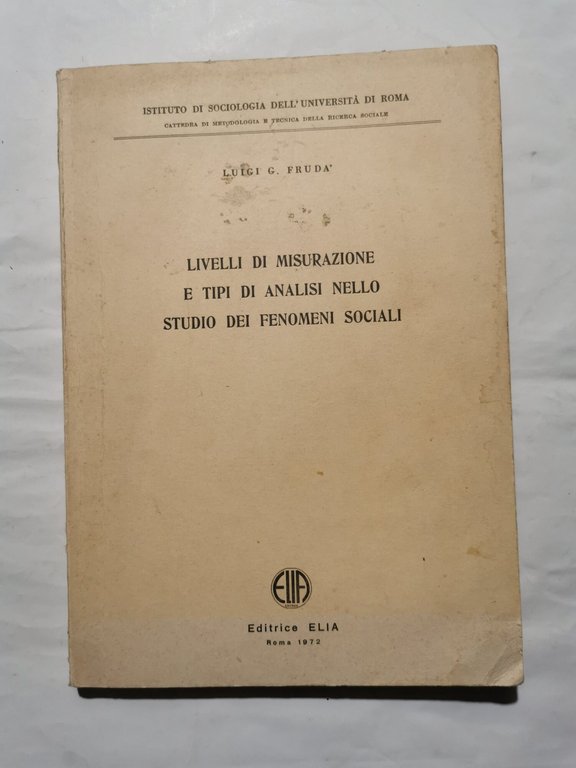 ISTITUTO DI SOCIOLOGIA DELL'UNIVERSITÀ DI ROMA
CATTEDRA DI METODOLOGIA E TECNICA DELLA RICERCA SOCIALE
LUIGI G. FRUDA'
LIVELLI DI MISURAZIONE
E TIPI DI ANALISI NELLO
STUDIO DEI FENOMENI SOCIALI
ELIA
Editrice ELIA
Roma 1972